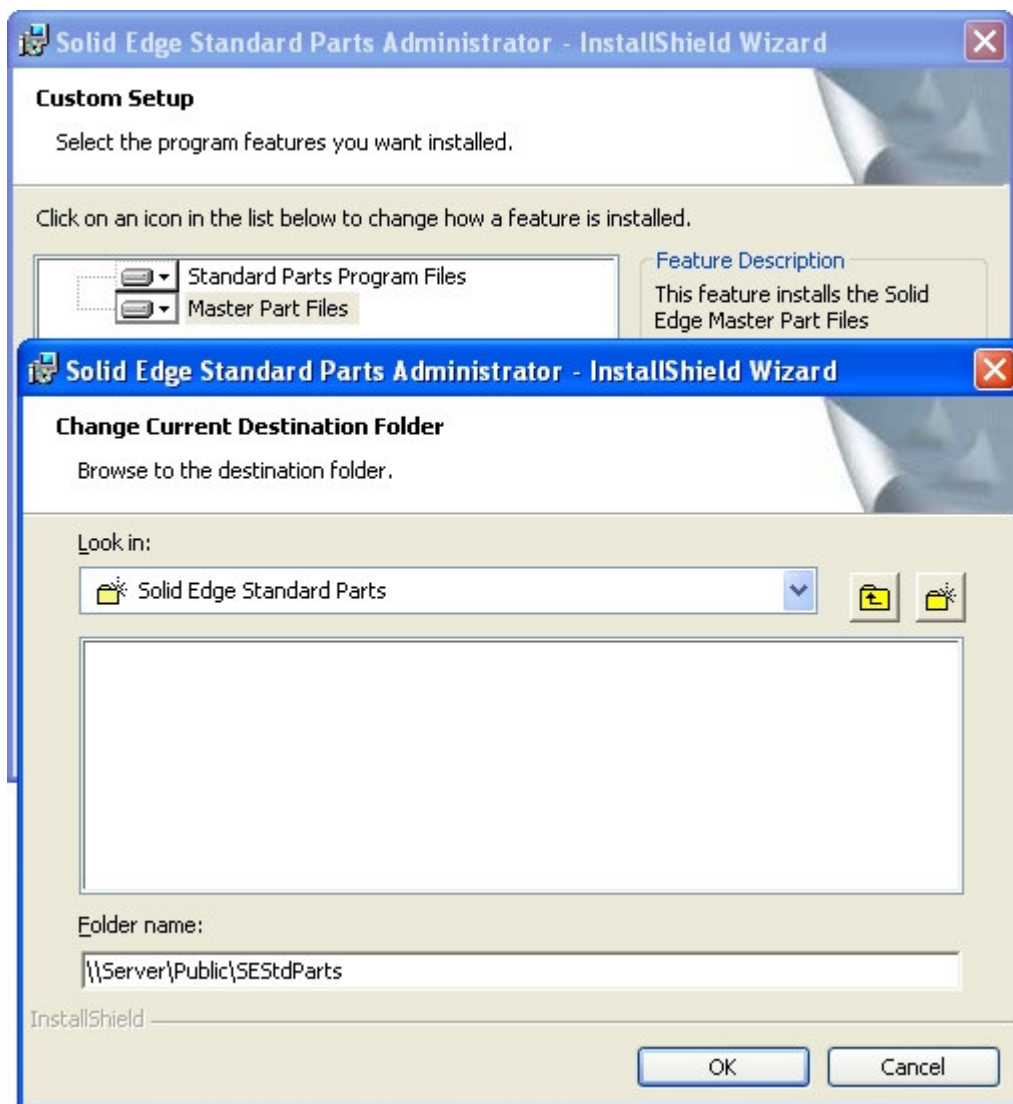 Solid Edge Standard Parts Administrator - InstallShield Wizard
Custom Setup
Select the program features you want installed.
Click on an icon in the list below to change how a feature is installed.
Standard Parts Program Files
Master Part Files
Feature Description
This feature installs the Solid
Edge Master Part Files
Solid Edge Standard Parts Administrator - InstallShield Wizard
Change Current Destination Folder
Browse to the destination folder.
Look in:
Solid Edge Standard Parts
Folder name:
\\Server\Public\SEStdParts
InstallShield
OK
Cancel